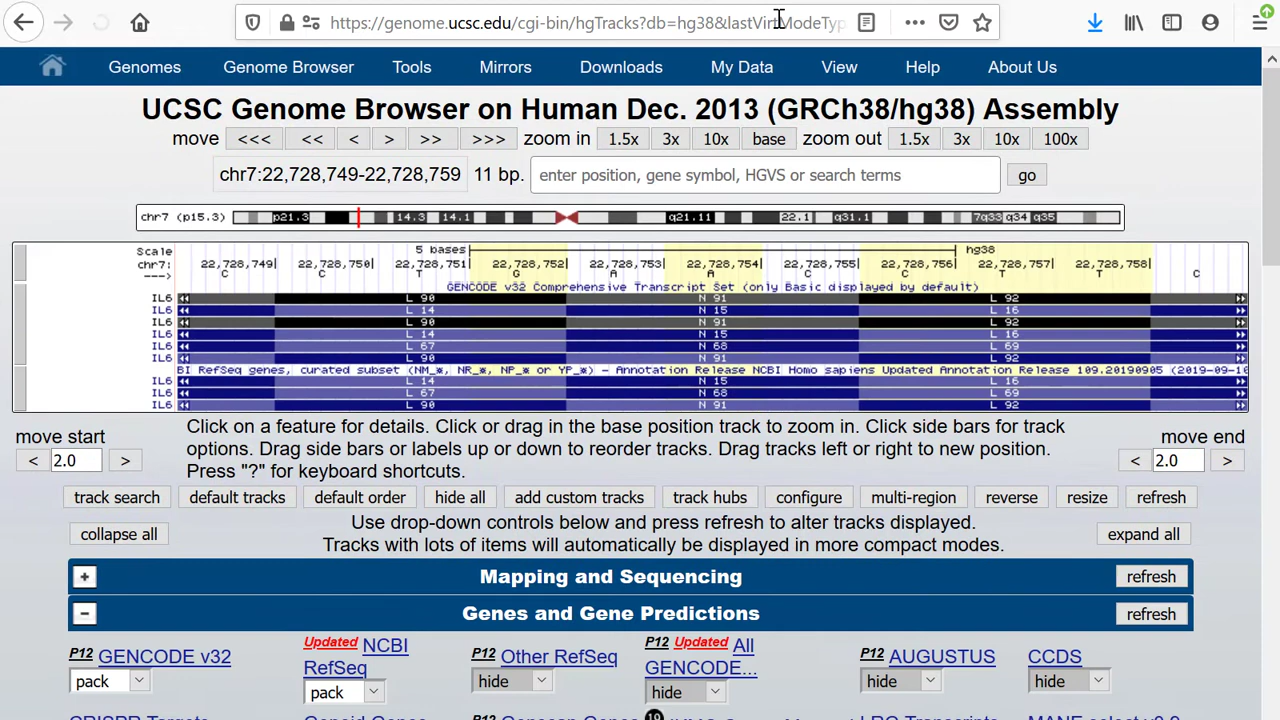 https://genome.ucsc.edu/cgi-bin/hgTracks?db=hg38&lastVirtModeTyp
Genomes Genome Browser Tools Mirrors Downloads My Data View Help About Us
UCSC Genome Browser on Human Dec. 2013 (GRCh38/hg38) Assembly
move <<< << < > >> >>> zoom in 1.5x 3x 10x base zoom out 1.5x 3x 10x 100x
chr7:22,728,749-22,728,759 11 bp. enter position, gene symbol, HGVS or search terms go
chr7 (p15.3) p21.3 14.3 14.1 q21.11 22.1 q31.1 7q33 q34 q35
Scale 5 bases hg38
chr7: 22,728,749| 22,728,750| 22,728,751| 22,728,752| 22,728,753| 22,728,754| 22,728,755| 22,728,756| 22,728,757| 22,728,758|
---> C C T G A A C C T T C
GENCODE v32 Comprehensive Transcript Set (only Basic displayed by default)
IL6 L 90 N 91 L 92
IL6 L 14 N 15 L 16
IL6 L 90 N 91 L 92
IL6 L 14 N 15 L 16
IL6 L 67 N 68 L 69
IL6 L 90 N 91 L 92
BI RefSeq genes, curated subset (NM_*, NR_*, NP_* or YP_*) - Annotation Release NCBI Homo sapiens Updated Annotation Release 109.20190905 (2019-09-10
IL6 L 14 N 15 L 16
IL6 L 67 N 68 L 69
IL6 L 90 N 91 L 92
move start
< 2.0 >
Click on a feature for details. Click or drag in the base position track to zoom in. Click side bars for track
options. Drag side bars or labels up or down to reorder tracks. Drag tracks left or right to new position.
Press "?" for keyboard shortcuts.
move end
< 2.0 >
track search default tracks default order hide all add custom tracks track hubs configure multi-region reverse resize refresh
collapse all
Use drop-down controls below and press refresh to alter tracks displayed.
Tracks with lots of items will automatically be displayed in more compact modes.
expand all
+ Mapping and Sequencing refresh
- Genes and Gene Predictions refresh
P12 GENCODE v32
pack
Updated NCBI
RefSeq
pack
P12 Other RefSeq
hide
P12 Updated All
GENCODE...
hide
P12 AUGUSTUS
hide
CCDS
hide